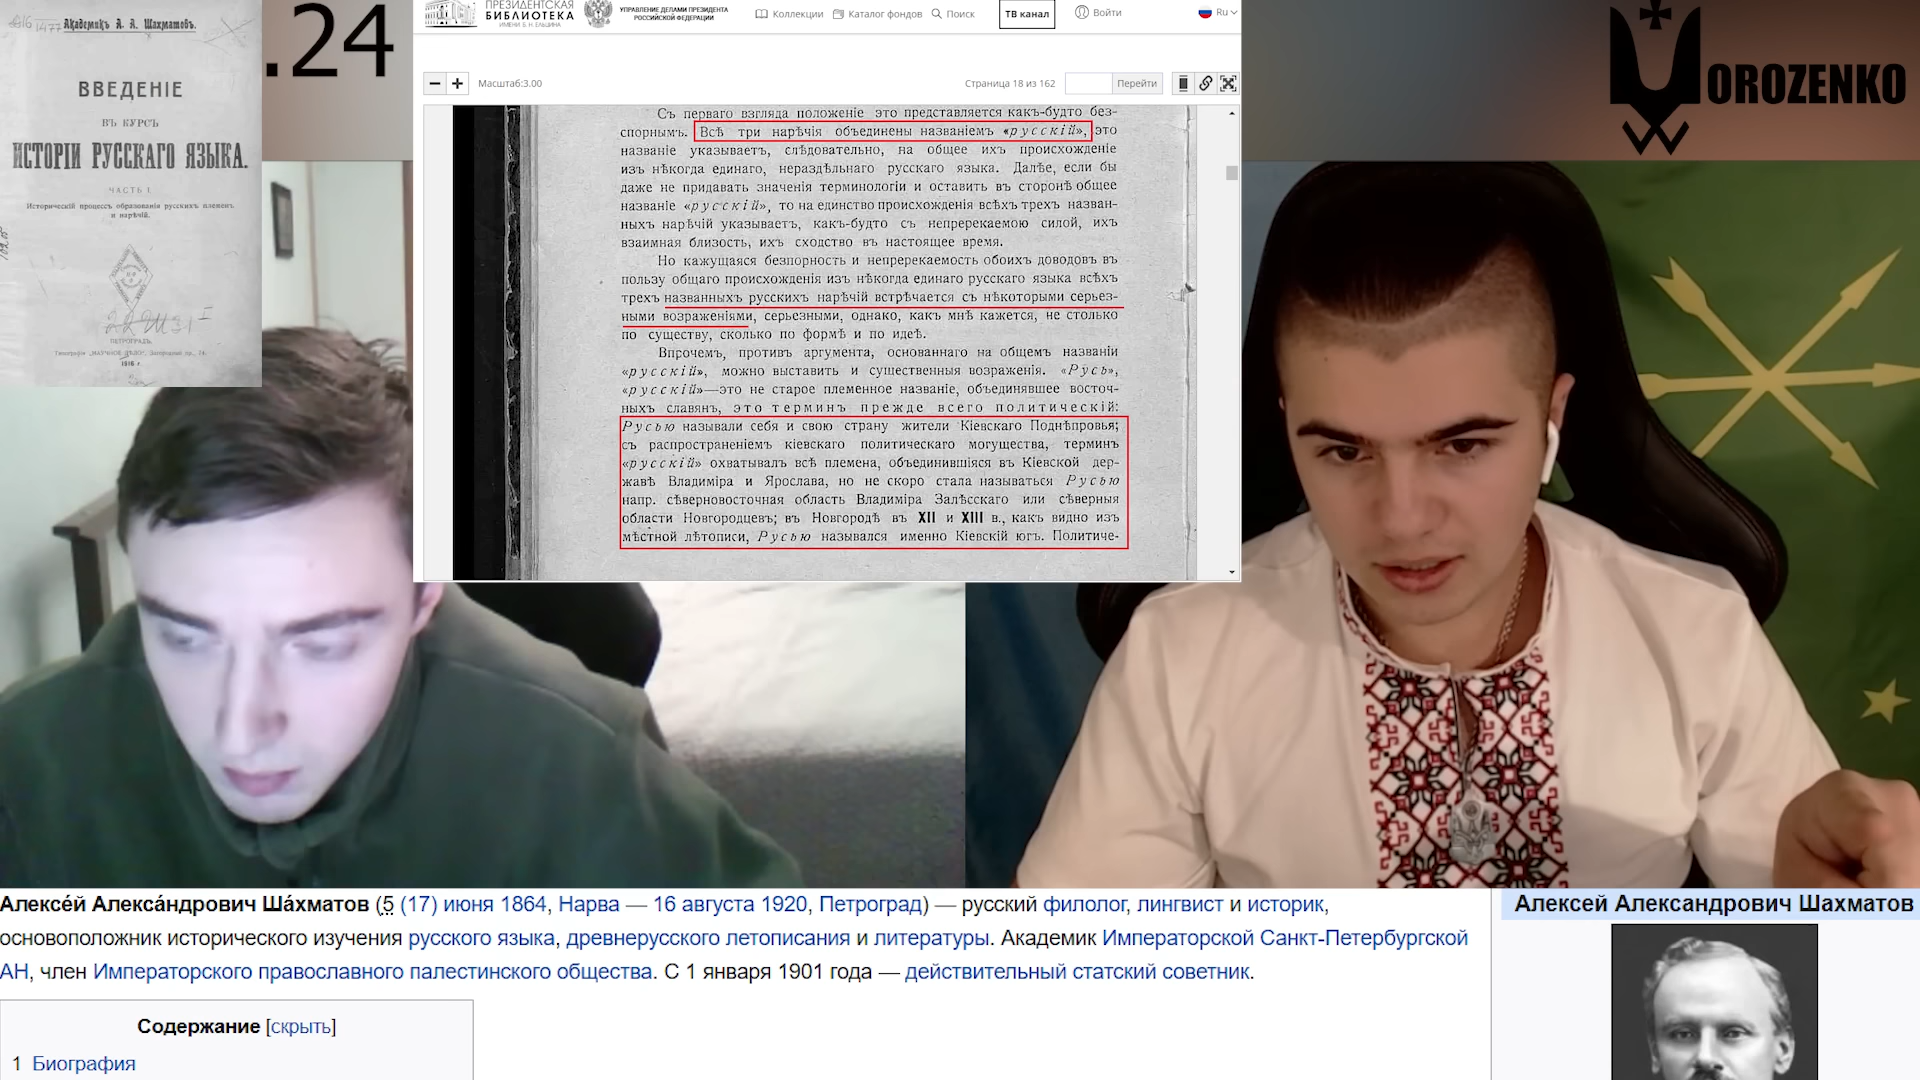 Академикъ А. А. Шахматовъ.
ВВЕДЕНІЕ
ВЪ КУРСЪ
ИСТОРІИ РУССКАГО ЯЗЫКА.
ЧАСТЬ I.
Историческій процессъ образованія русскихъ племенъ
и нарѣчій.
ПЕТРОГРАДЪ.
1916 г.
.24
ПРЕЗИДЕНТСКАЯ
БИБЛИОТЕКА
ИМЕНИ Б. Н. ЕЛЬЦИНА
УПРАВЛЕНИЕ ДЕЛАМИ ПРЕЗИДЕНТА
РОССИЙСКОЙ ФЕДЕРАЦИИ
Коллекции
Каталог фондов
Поиск
ТВ канал
Войти
Ru
Масштаб:3.00
Страница 18 из 162
Перейти
Съ перваго взгляда положеніе это представляется какъ-будто без-
спорнымъ. Всѣ три нарѣчія объединены названіемъ «русскій», это
названіе указываетъ, слѣдовательно, на общее ихъ происхожденіе
изъ нѣкогда единаго, нераздѣльнаго русскаго языка. Далѣе, если бы
даже не придавать значенія терминологіи и оставить въ сторонѣ общее
названіе «русскій», то на единство происхожденія всѣхъ трехъ назван-
ныхъ нарѣчій указываетъ, какъ-будто съ непререкаемою силой, ихъ
взаимная близость, ихъ сходство въ настоящее время.
Но кажущаяся безпорность и непререкаемость обоихъ доводовъ въ
пользу общаго происхожденія изъ нѣкогда единаго русскаго языка всѣхъ
трехъ названныхъ русскихъ нарѣчій встрѣчается съ нѣкоторыми серьез-
ными возраженіями, серьезными, однако, какъ мнѣ кажется, не столько
по существу, сколько по формѣ и по идеѣ.
Впрочемъ, противъ аргумента, основаннаго на общемъ названіи
«русскій», можно выставить и существенныя возраженія. «Русь»,
«русскій»—это не старое племенное названіе, объединявшее восточ-
ныхъ славянъ, это терминъ прежде всего политическій:
Русью называли себя и свою страну жители Кіевскаго Поднѣпровья;
съ распространеніемъ кіевскаго политическаго могущества, терминъ
«русскій» охватывалъ всѣ племена, объединившіяся въ Кіевской дер-
жавѣ Владиміра и Ярослава, но не скоро стала называться Русью
напр. сѣверновосточная область Владиміра Залѣсскаго или сѣверныя
области Новгородцевъ; въ Новгородѣ въ XII и XIII в., какъ видно изъ
мѣстной лѣтописи, Русью назывался именно Кіевскій югъ. Политиче-
OROZENKO
Алексе́й Алекса́ндрович Ша́хматов (5 (17) июня 1864, Нарва — 16 августа 1920, Петроград) — русский филолог, лингвист и историк,
основоположник исторического изучения русского языка, древнерусского летописания и литературы. Академик Императорской Санкт-Петербургской
АН, член Императорского православного палестинского общества. С 1 января 1901 года — действительный статский советник.
Содержание [скрыть]
1 Биография
Алексей Александрович Шахматов